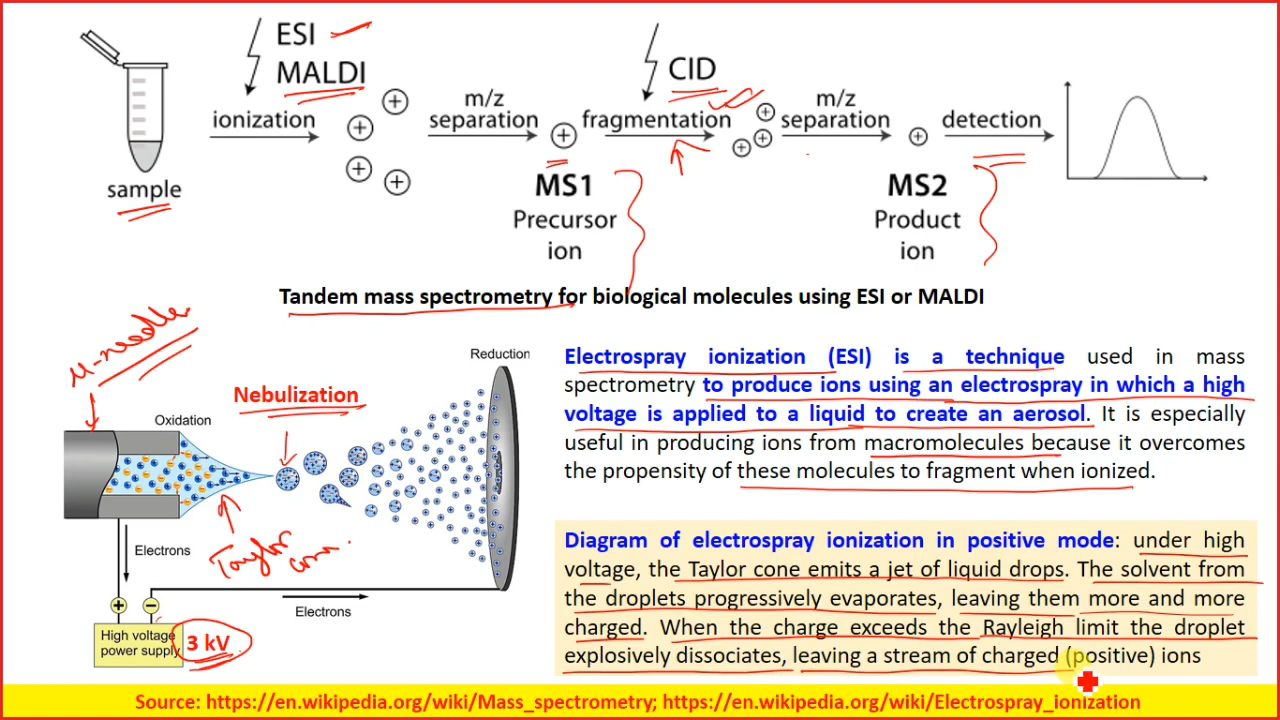 ESI
MALDI
ionization
m/z
separation
CID
fragmentation
m/z
separation
detection
sample
MS1
Precursor
ion
MS2
Product
ion
Tandem mass spectrometry for biological molecules using ESI or MALDI
μ-needle
Nebulization
Oxidation
Reduction
Taylor
Electrons
Electrons
High voltage
power supply
3 kV
Electrospray ionization (ESI) is a technique used in mass
spectrometry to produce ions using an electrospray in which a high
voltage is applied to a liquid to create an aerosol. It is especially
useful in producing ions from macromolecules because it overcomes
the propensity of these molecules to fragment when ionized.
Diagram of electrospray ionization in positive mode: under high
voltage, the Taylor cone emits a jet of liquid drops. The solvent from
the droplets progressively evaporates, leaving them more and more
charged. When the charge exceeds the Rayleigh limit the droplet
explosively dissociates, leaving a stream of charged (positive) ions
Source: https://en.wikipedia.org/wiki/Mass_spectrometry; https://en.wikipedia.org/wiki/Electrospray_ionization